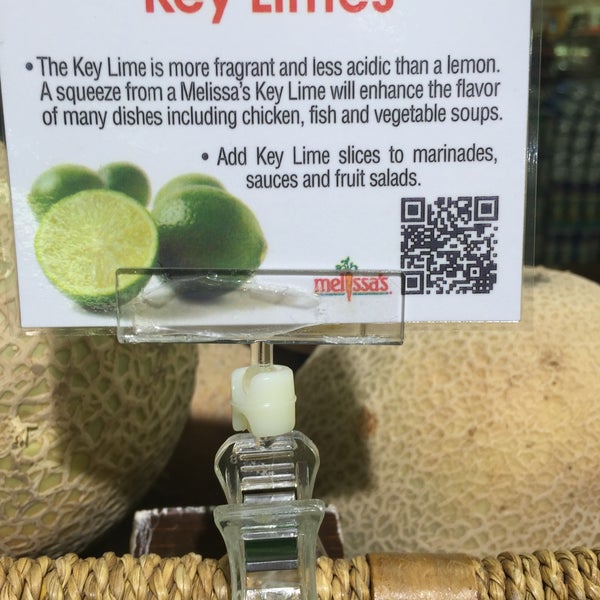 Key Limes
• The Key Lime is more fragrant and less acidic than a lemon.
A squeeze from a Melissa's Key Lime will enhance the flavor
of many dishes including chicken, fish and vegetable soups.
• Add Key Lime slices to marinades,
sauces and fruit salads.
melissa's